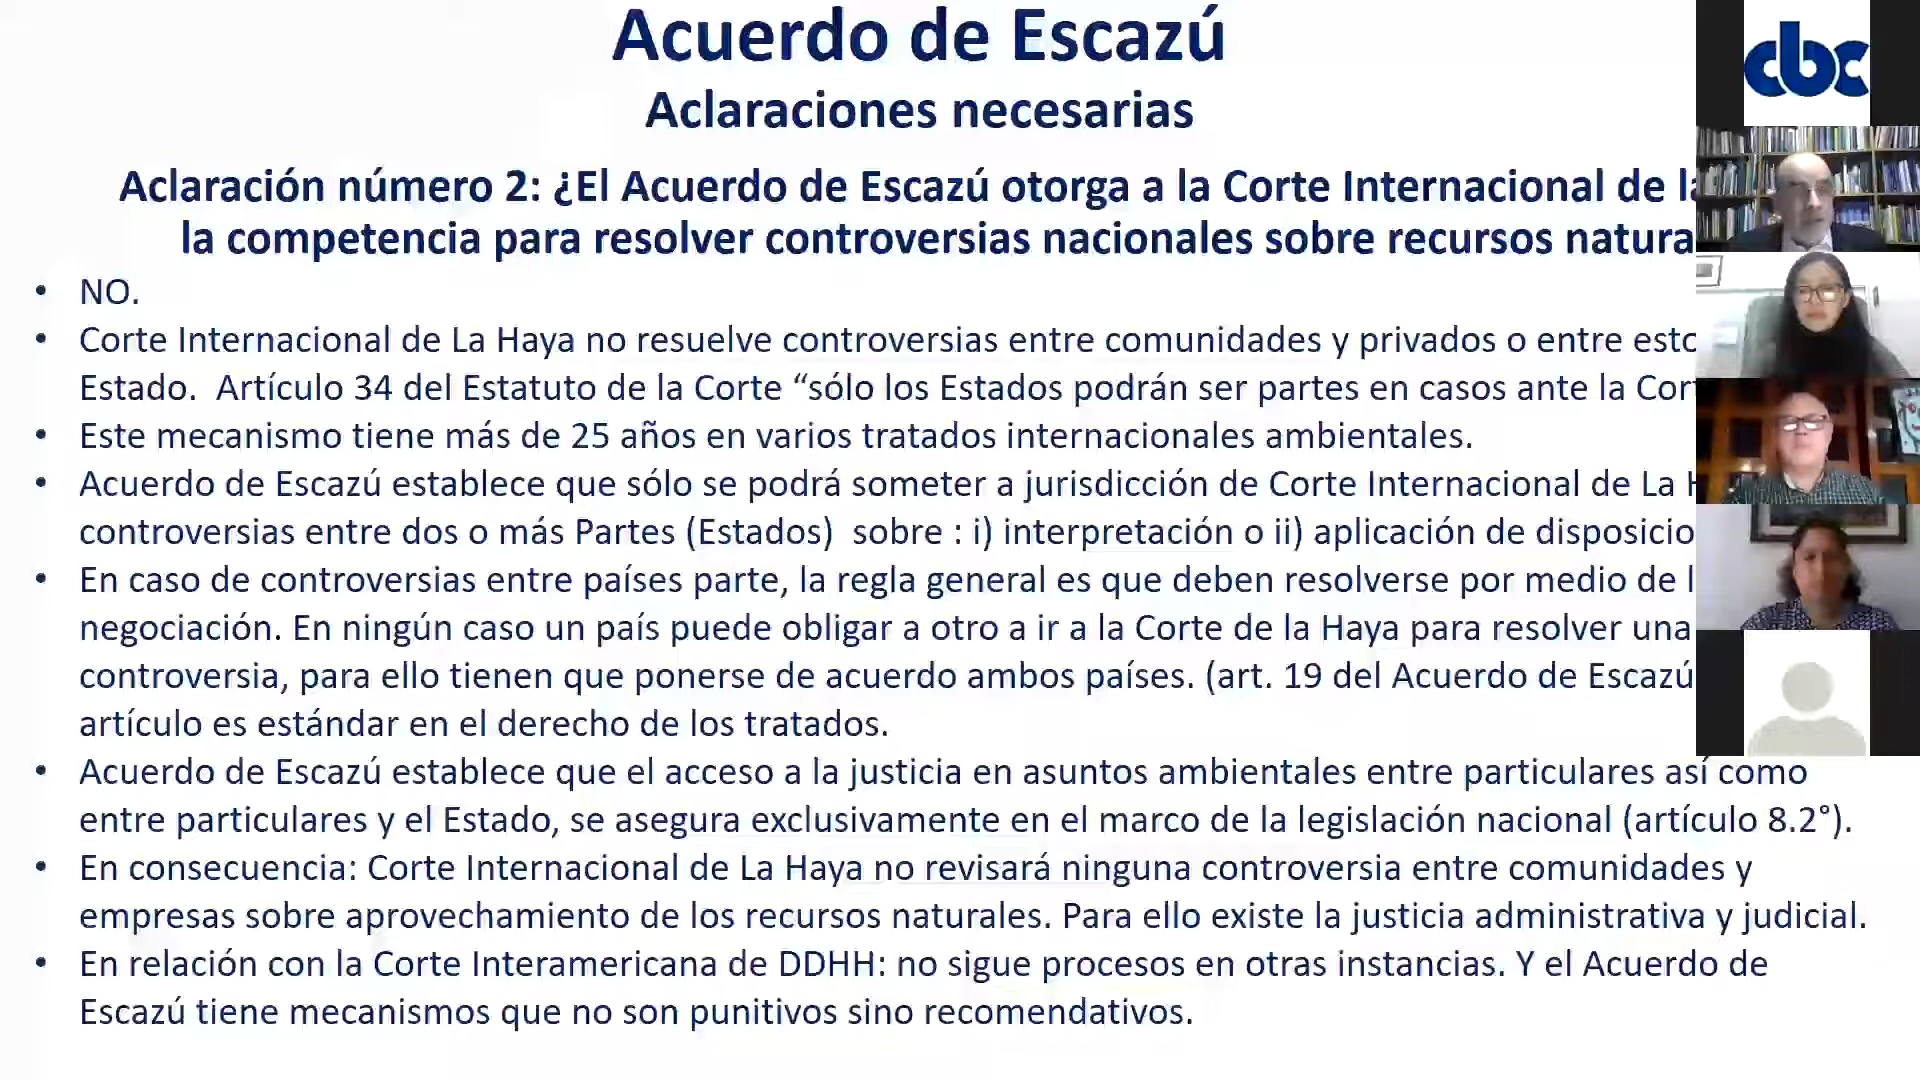 Acuerdo de Escazú
Aclaraciones necesarias
Aclaración número 2: ¿El Acuerdo de Escazú otorga a la Corte Internacional de
la competencia para resolver controversias nacionales sobre recursos
• NO.
• Corte Internacional de La Haya no resuelve controversias entre comunidades y privados o entre
Estado. Artículo 34 del Estatuto de la Corte “sólo los Estados podrán ser partes en casos ante la
• Este mecanismo tiene más de 25 años en varios tratados internacionales ambientales.
• Acuerdo de Escazú establece que sólo se podrá someter a jurisdicción de Corte Internacional de La
controversias entre dos o más Partes (Estados) sobre : i) interpretación o ii) aplicación de
• En caso de controversias entre países parte, la regla general es que deben resolverse por medio de
negociación. En ningún caso un país puede obligar a otro a ir a la Corte de la Haya para resolver una
controversia, para ello tienen que ponerse de acuerdo ambos países. (art. 19 del Acuerdo de Escazú
artículo es estándar en el derecho de los tratados.
• Acuerdo de Escazú establece que el acceso a la justicia en asuntos ambientales entre particulares así como
entre particulares y el Estado, se asegura exclusivamente en el marco de la legislación nacional (artículo 8.2°).
• En consecuencia: Corte Internacional de La Haya no revisará ninguna controversia entre comunidades y
empresas sobre aprovechamiento de los recursos naturales. Para ello existe la justicia administrativa y judicial.
• En relación con la Corte Interamericana de DDHH: no sigue procesos en otras instancias. Y el Acuerdo de
Escazú tiene mecanismos que no son punitivos sino recomendativos.
cbc